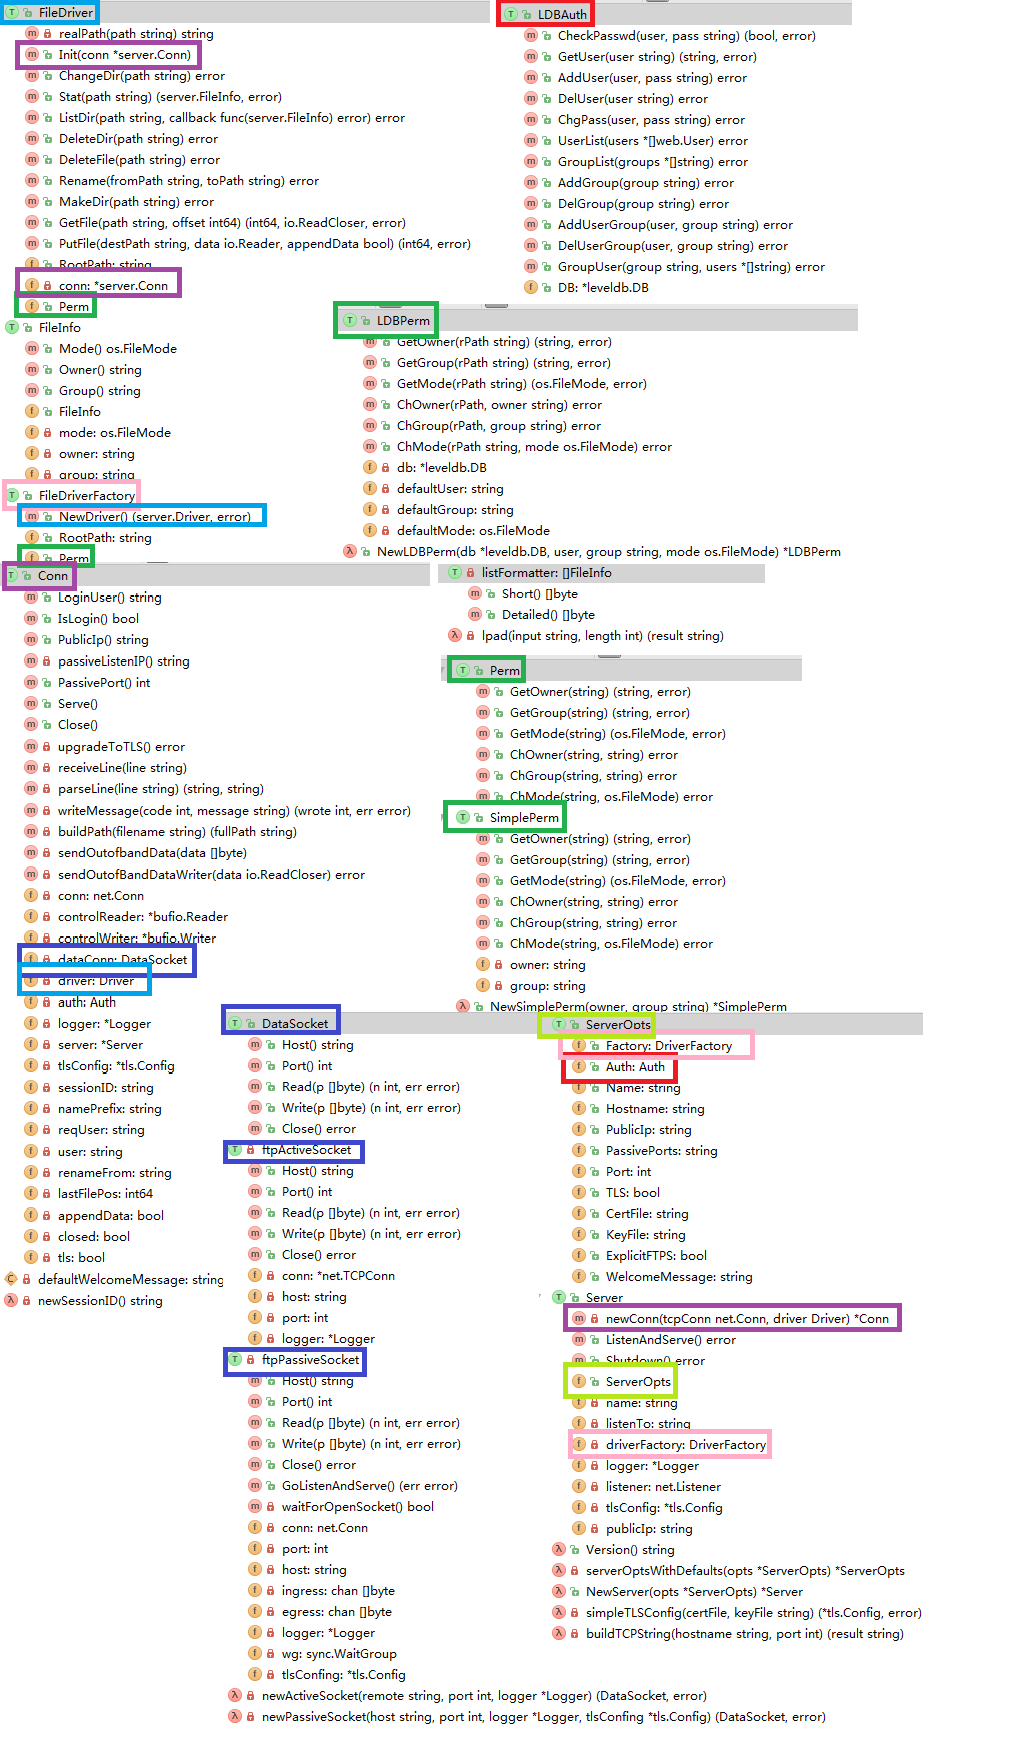 FileDriver
realPath(path string) string
Init(conn *server.Conn)
ChangeDir(path string) error
Stat(path string) (server.FileInfo, error)
ListDir(path string, callback func(server.FileInfo) error) error
DeleteDir(path string) error
DeleteFile(path string) error
Rename(fromPath string, toPath string) error
MakeDir(path string) error
GetFile(path string, offset int64) (int64, io.ReadCloser, error)
PutFile(destPath string, data io.Reader, appendData bool) (int64, error)
RootPath: string
conn: *server.Conn
Perm
FileInfo
Mode() os.FileMode
Owner() string
Group() string
FileInfo
mode: os.FileMode
owner: string
group: string
FileDriverFactory
NewDriver() (server.Driver, error)
RootPath: string
Perm
LDBAuth
CheckPasswd(user, pass string) (bool, error)
GetUser(user string) (string, error)
AddUser(user, pass string) error
DelUser(user string) error
ChgPass(user, pass string) error
UserList(users *[]web.User) error
GroupList(groups *[]string) error
AddGroup(group string) error
DelGroup(group string) error
AddUserGroup(user, group string) error
DelUserGroup(user, group string) error
GroupUser(group string, users *[]string) error
DB: *leveldb.DB
LDBPerm
GetOwner(rPath string) (string, error)
GetGroup(rPath string) (string, error)
GetMode(rPath string) (os.FileMode, error)
ChOwner(rPath, owner string) error
ChGroup(rPath, group string) error
ChMode(rPath string, mode os.FileMode) error
db: *leveldb.DB
defaultUser: string
defaultGroup: string
defaultMode: os.FileMode
NewLDBPerm(db *leveldb.DB, user, group string, mode os.FileMode) *LDBPerm
Conn
LoginUser() string
IsLogin() bool
PublicIp() string
passiveListenIP() string
PassivePort() int
Serve()
Close()
upgradeToTLS() error
receiveLine(line string)
parseLine(line string) (string, string)
writeMessage(code int, message string) (wrote int, err error)
buildPath(filename string) (fullPath string)
sendOutofbandData(data []byte)
sendOutofBandDataWriter(data io.ReadCloser) error
conn: net.Conn
controlReader: *bufio.Reader
controlWriter: *bufio.Writer
dataConn: DataSocket
driver: Driver
auth: Auth
logger: *Logger
server: *Server
tlsConfig: *tls.Config
sessionID: string
namePrefix: string
reqUser: string
user: string
renameFrom: string
lastFilePos: int64
appendData: bool
closed: bool
tls: bool
defaultWelcomeMessage: string
newSessionID() string
listFormatter: []FileInfo
Short() []byte
Detailed() []byte
lpad(input string, length int) (result string)
Perm
GetOwner(string) (string, error)
GetGroup(string) (string, error)
GetMode(string) (os.FileMode, error)
ChOwner(string, string) error
ChGroup(string, string) error
ChMode(string, os.FileMode) error
SimplePerm
GetOwner(string) (string, error)
GetGroup(string) (string, error)
GetMode(string) (os.FileMode, error)
ChOwner(string, string) error
ChGroup(string, string) error
ChMode(string, os.FileMode) error
owner: string
group: string
NewSimplePerm(owner, group string) *SimplePerm
DataSocket
Host() string
Port() int
Read(p []byte) (n int, err error)
Write(p []byte) (n int, err error)
Close() error
ftpActiveSocket
Host() string
Port() int
Read(p []byte) (n int, err error)
Write(p []byte) (n int, err error)
Close() error
conn: *net.TCPConn
host: string
port: int
logger: *Logger
ftpPassiveSocket
Host() string
Port() int
Read(p []byte) (n int, err error)
Write(p []byte) (n int, err error)
Close() error
GoListenAndServe() (err error)
waitForOpenSocket() bool
conn: net.Conn
port: int
host: string
ingress: chan []byte
egress: chan []byte
logger: *Logger
wg: sync.WaitGroup
tlsConfing: *tls.Config
newActiveSocket(remote string, port int, logger *Logger) (DataSocket, error)
newPassiveSocket(host string, port int, logger *Logger, tlsConfing *tls.Config) (DataSocket, error)
ServerOpts
Factory: DriverFactory
Auth: Auth
Name: string
Hostname: string
PublicIp: string
PassivePorts: string
Port: int
TLS: bool
CertFile: string
KeyFile: string
ExplicitFTPS: bool
WelcomeMessage: string
Server
newConn(tcpConn net.Conn, driver Driver) *Conn
ListenAndServe() error
Shutdown() error
ServerOpts
name: string
listenTo: string
driverFactory: DriverFactory
logger: *Logger
listener: net.Listener
tlsConfig: *tls.Config
publicIp: string
Version() string
serverOptsWithDefaults(opts *ServerOpts) *ServerOpts
NewServer(opts *ServerOpts) *Server
simpleTLSConfig(certFile, keyFile string) (*tls.Config, error)
buildTCPString(hostname string, port int) (result string)